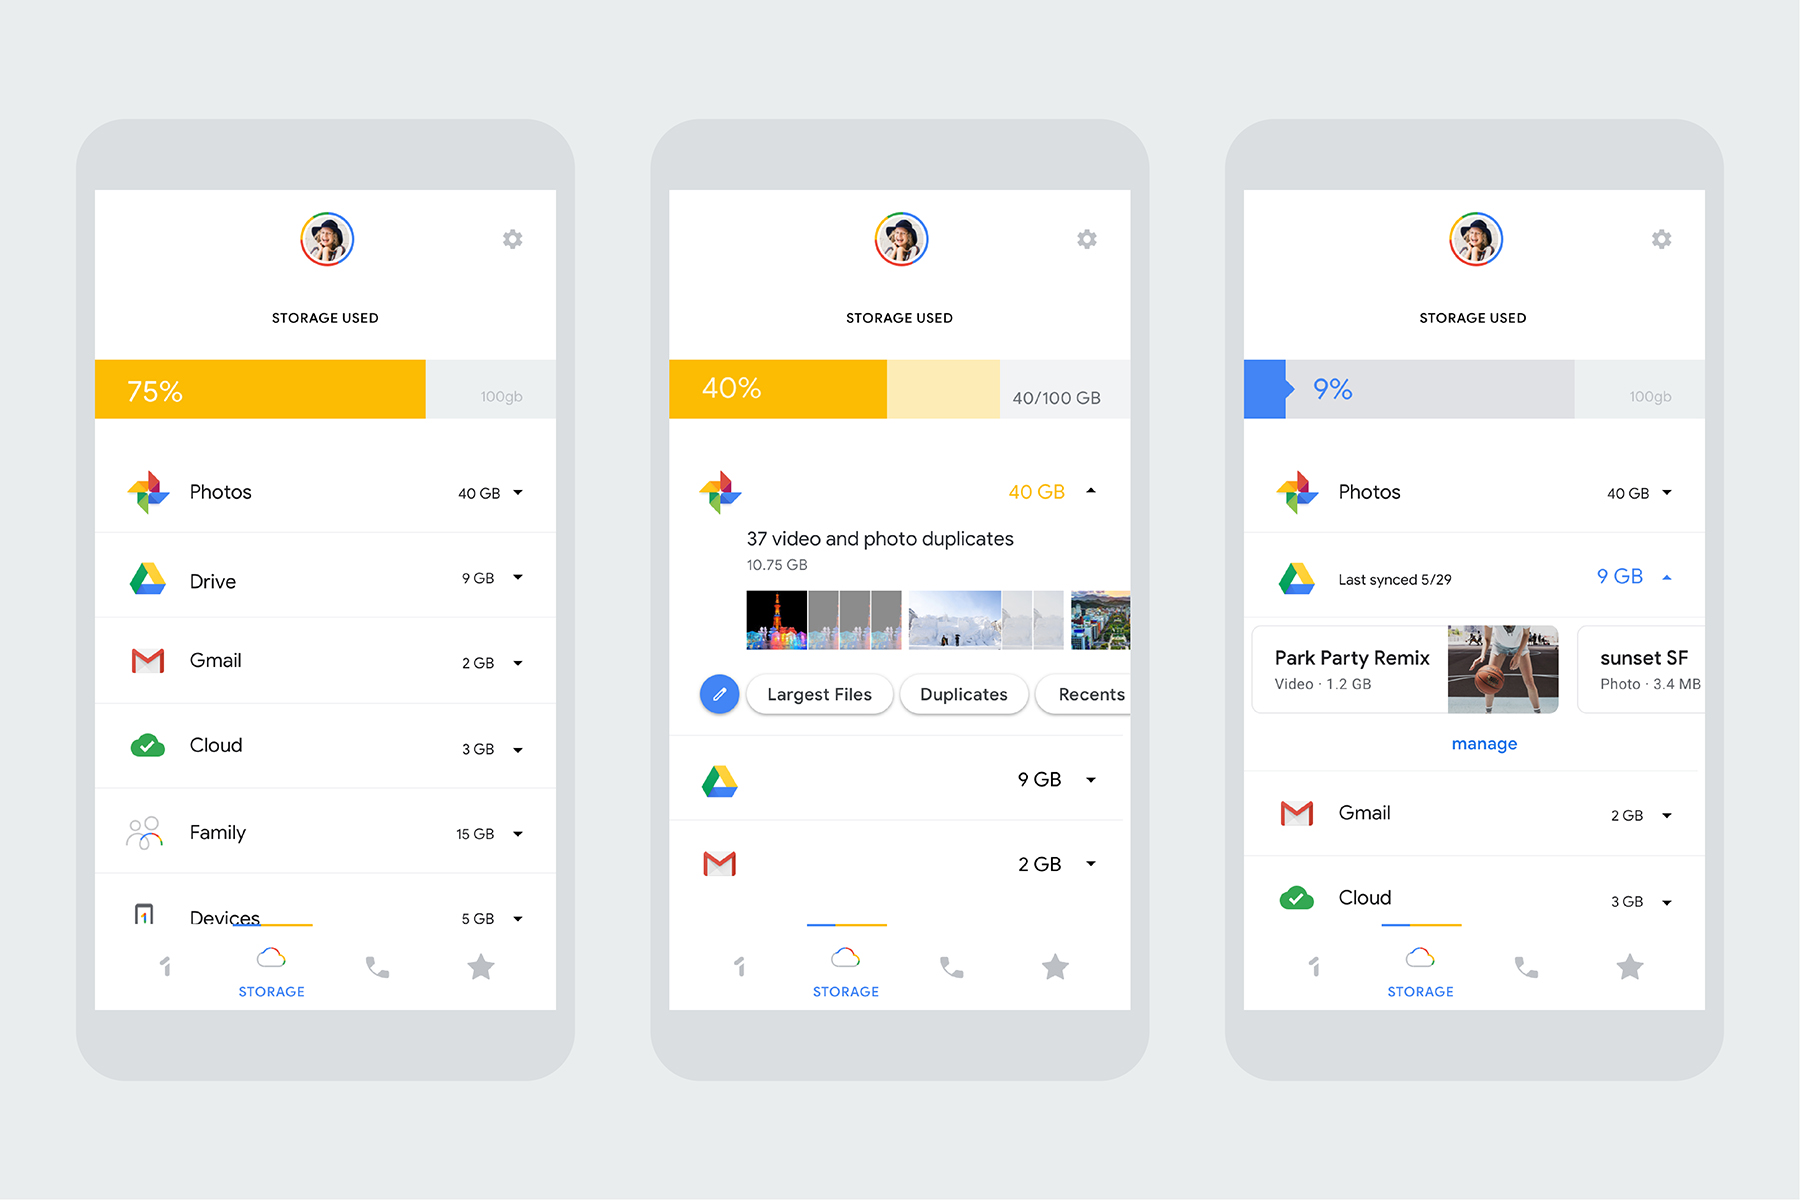 STORAGE USED
75%
100gb
Photos
40 GB
Drive
9 GB
Gmail
2 GB
Cloud
3 GB
Family
15 GB
1
Devices
5 GB
1
STORAGE
STORAGE USED
40%
40/100 GB
40 GB
37 video and photo duplicates
10.75 GB
Largest Files
Duplicates
Recents
9 GB
2 GB
1
STORAGE
STORAGE USED
9%
100gb
Photos
40 GB
Last synced 5/29
9 GB
Park Party Remix
Video · 1.2 GB
sunset SF
Photo · 3.4 MB
manage
Gmail
2 GB
Cloud
3 GB
1
STORAGE